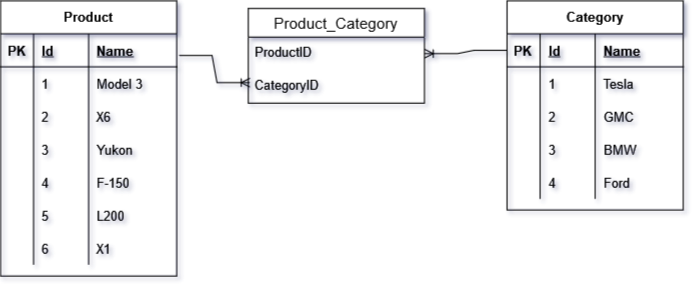 Product
PK Id Name
1 Model 3
2 X6
3 Yukon
4 F-150
5 L200
6 X1
Product_Category
ProductID
CategoryID
Category
PK Id Name
1 Tesla
2 GMC
3 BMW
4 Ford